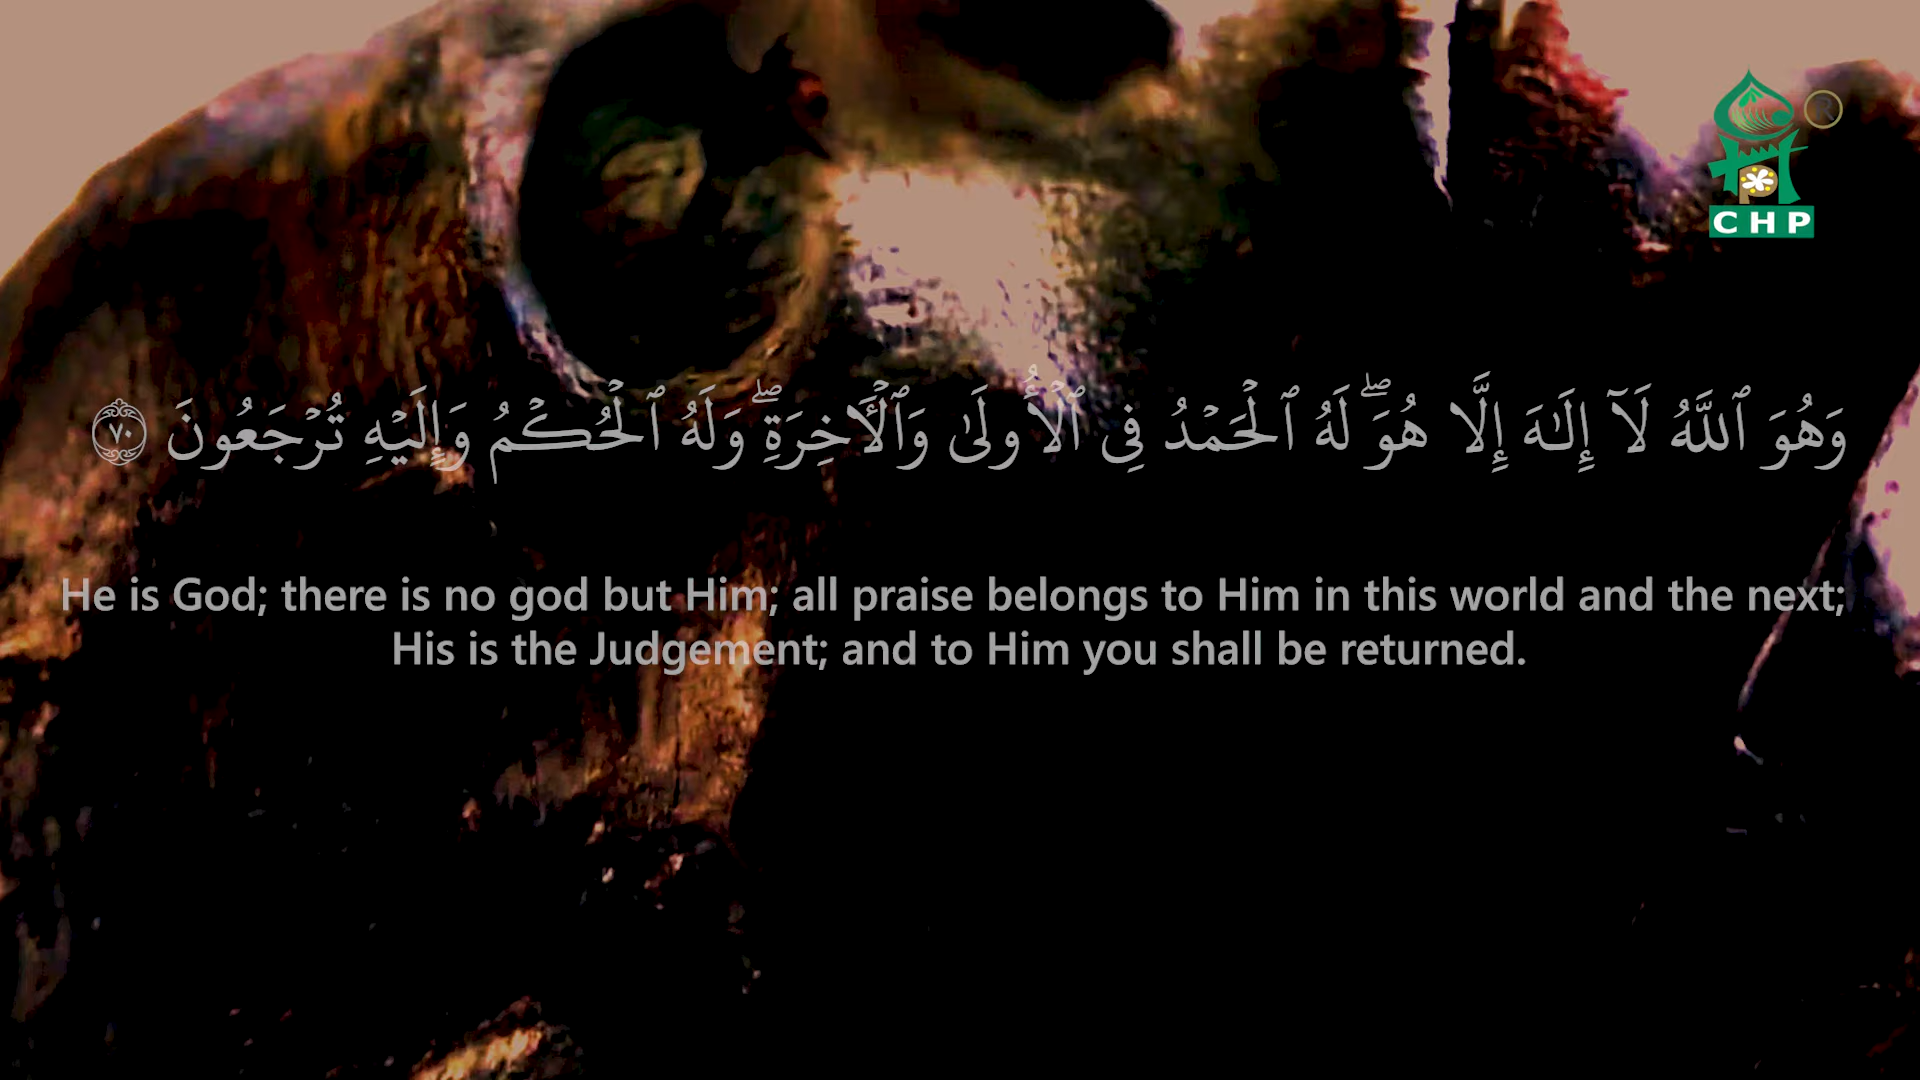 CHP
®
وَهُوَ ٱللَّهُ لَآ إِلَـٰهَ إِلَّا هُوَۖ لَهُ ٱلْحَمْدُ فِى ٱلْأُولَىٰ وَٱلْـَٔاخِرَةِۖ وَلَهُ ٱلْحُكْمُ وَإِلَيْهِ تُرْجَعُونَ ٧٠
He is God; there is no god but Him; all praise belongs to Him in this world and the next;
His is the Judgement; and to Him you shall be returned.